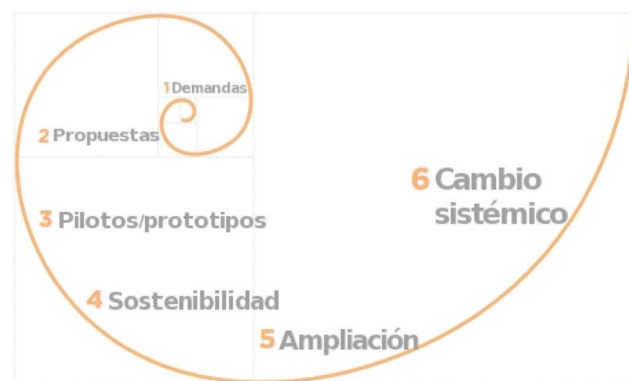 1 Demandas
2 Propuestas
3 Pilotos/prototipos
4 Sostenibilidad
5 Ampliación
6 Cambio
sistémico